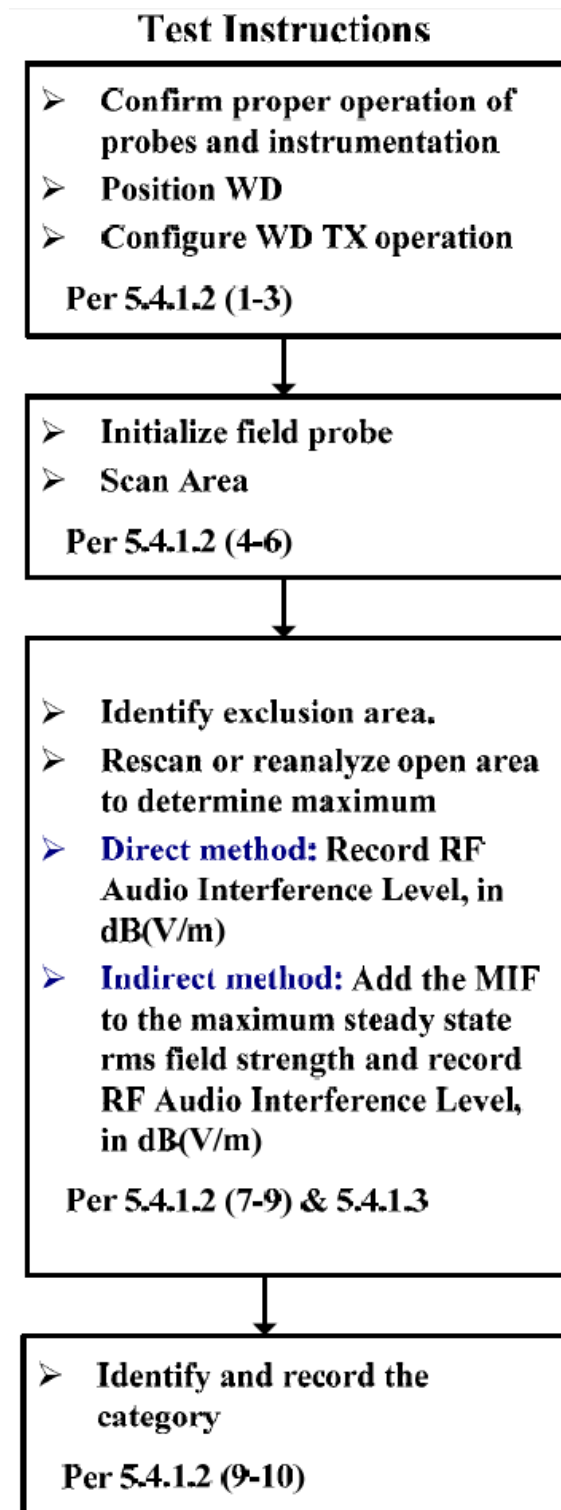 Test Instructions
➢ Confirm proper operation of
probes and instrumentation
➢ Position WD
➢ Configure WD TX operation
Per 5.4.1.2 (1-3)
➢ Initialize field probe
➢ Scan Area
Per 5.4.1.2 (4-6)
➢ Identify exclusion area.
➢ Rescan or reanalyze open area
to determine maximum
➢ Direct method: Record RF
Audio Interference Level, in
dB(V/m)
➢ Indirect method: Add the MIF
to the maximum steady state
rms field strength and record
RF Audio Interference Level,
in dB(V/m)
Per 5.4.1.2 (7-9) & 5.4.1.3
➢ Identify and record the
category
Per 5.4.1.2 (9-10)